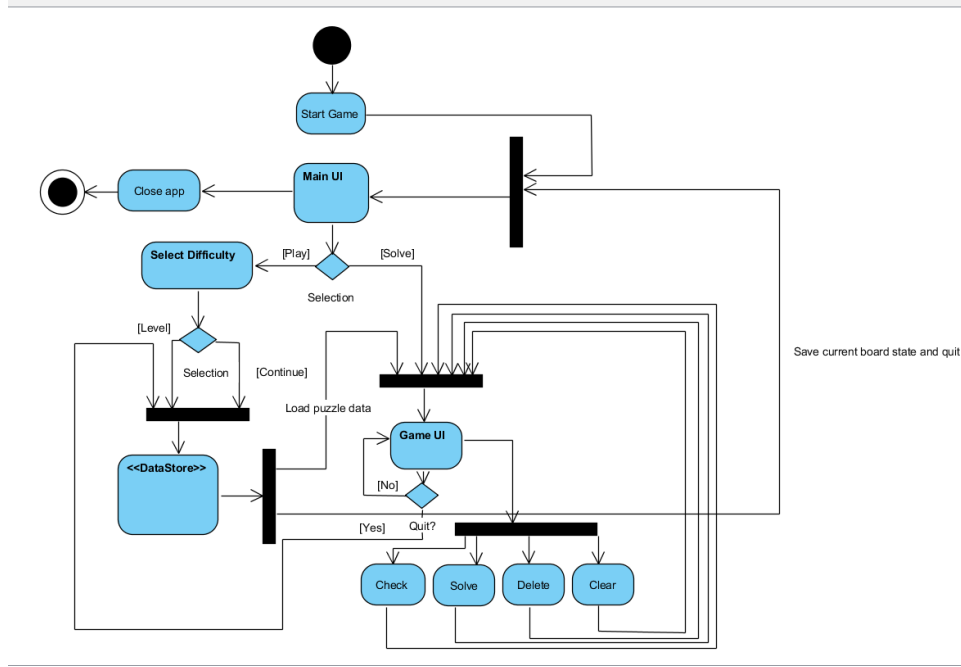 Start Game
Main UI
Close app
Select Difficulty
[Play]
[Solve]
Selection
[Level]
Selection
[Continue]
Save current board state and quit
Load puzzle data
Game UI
<<DataStore>>
[No]
[Yes]
Quit?
Check
Solve
Delete
Clear